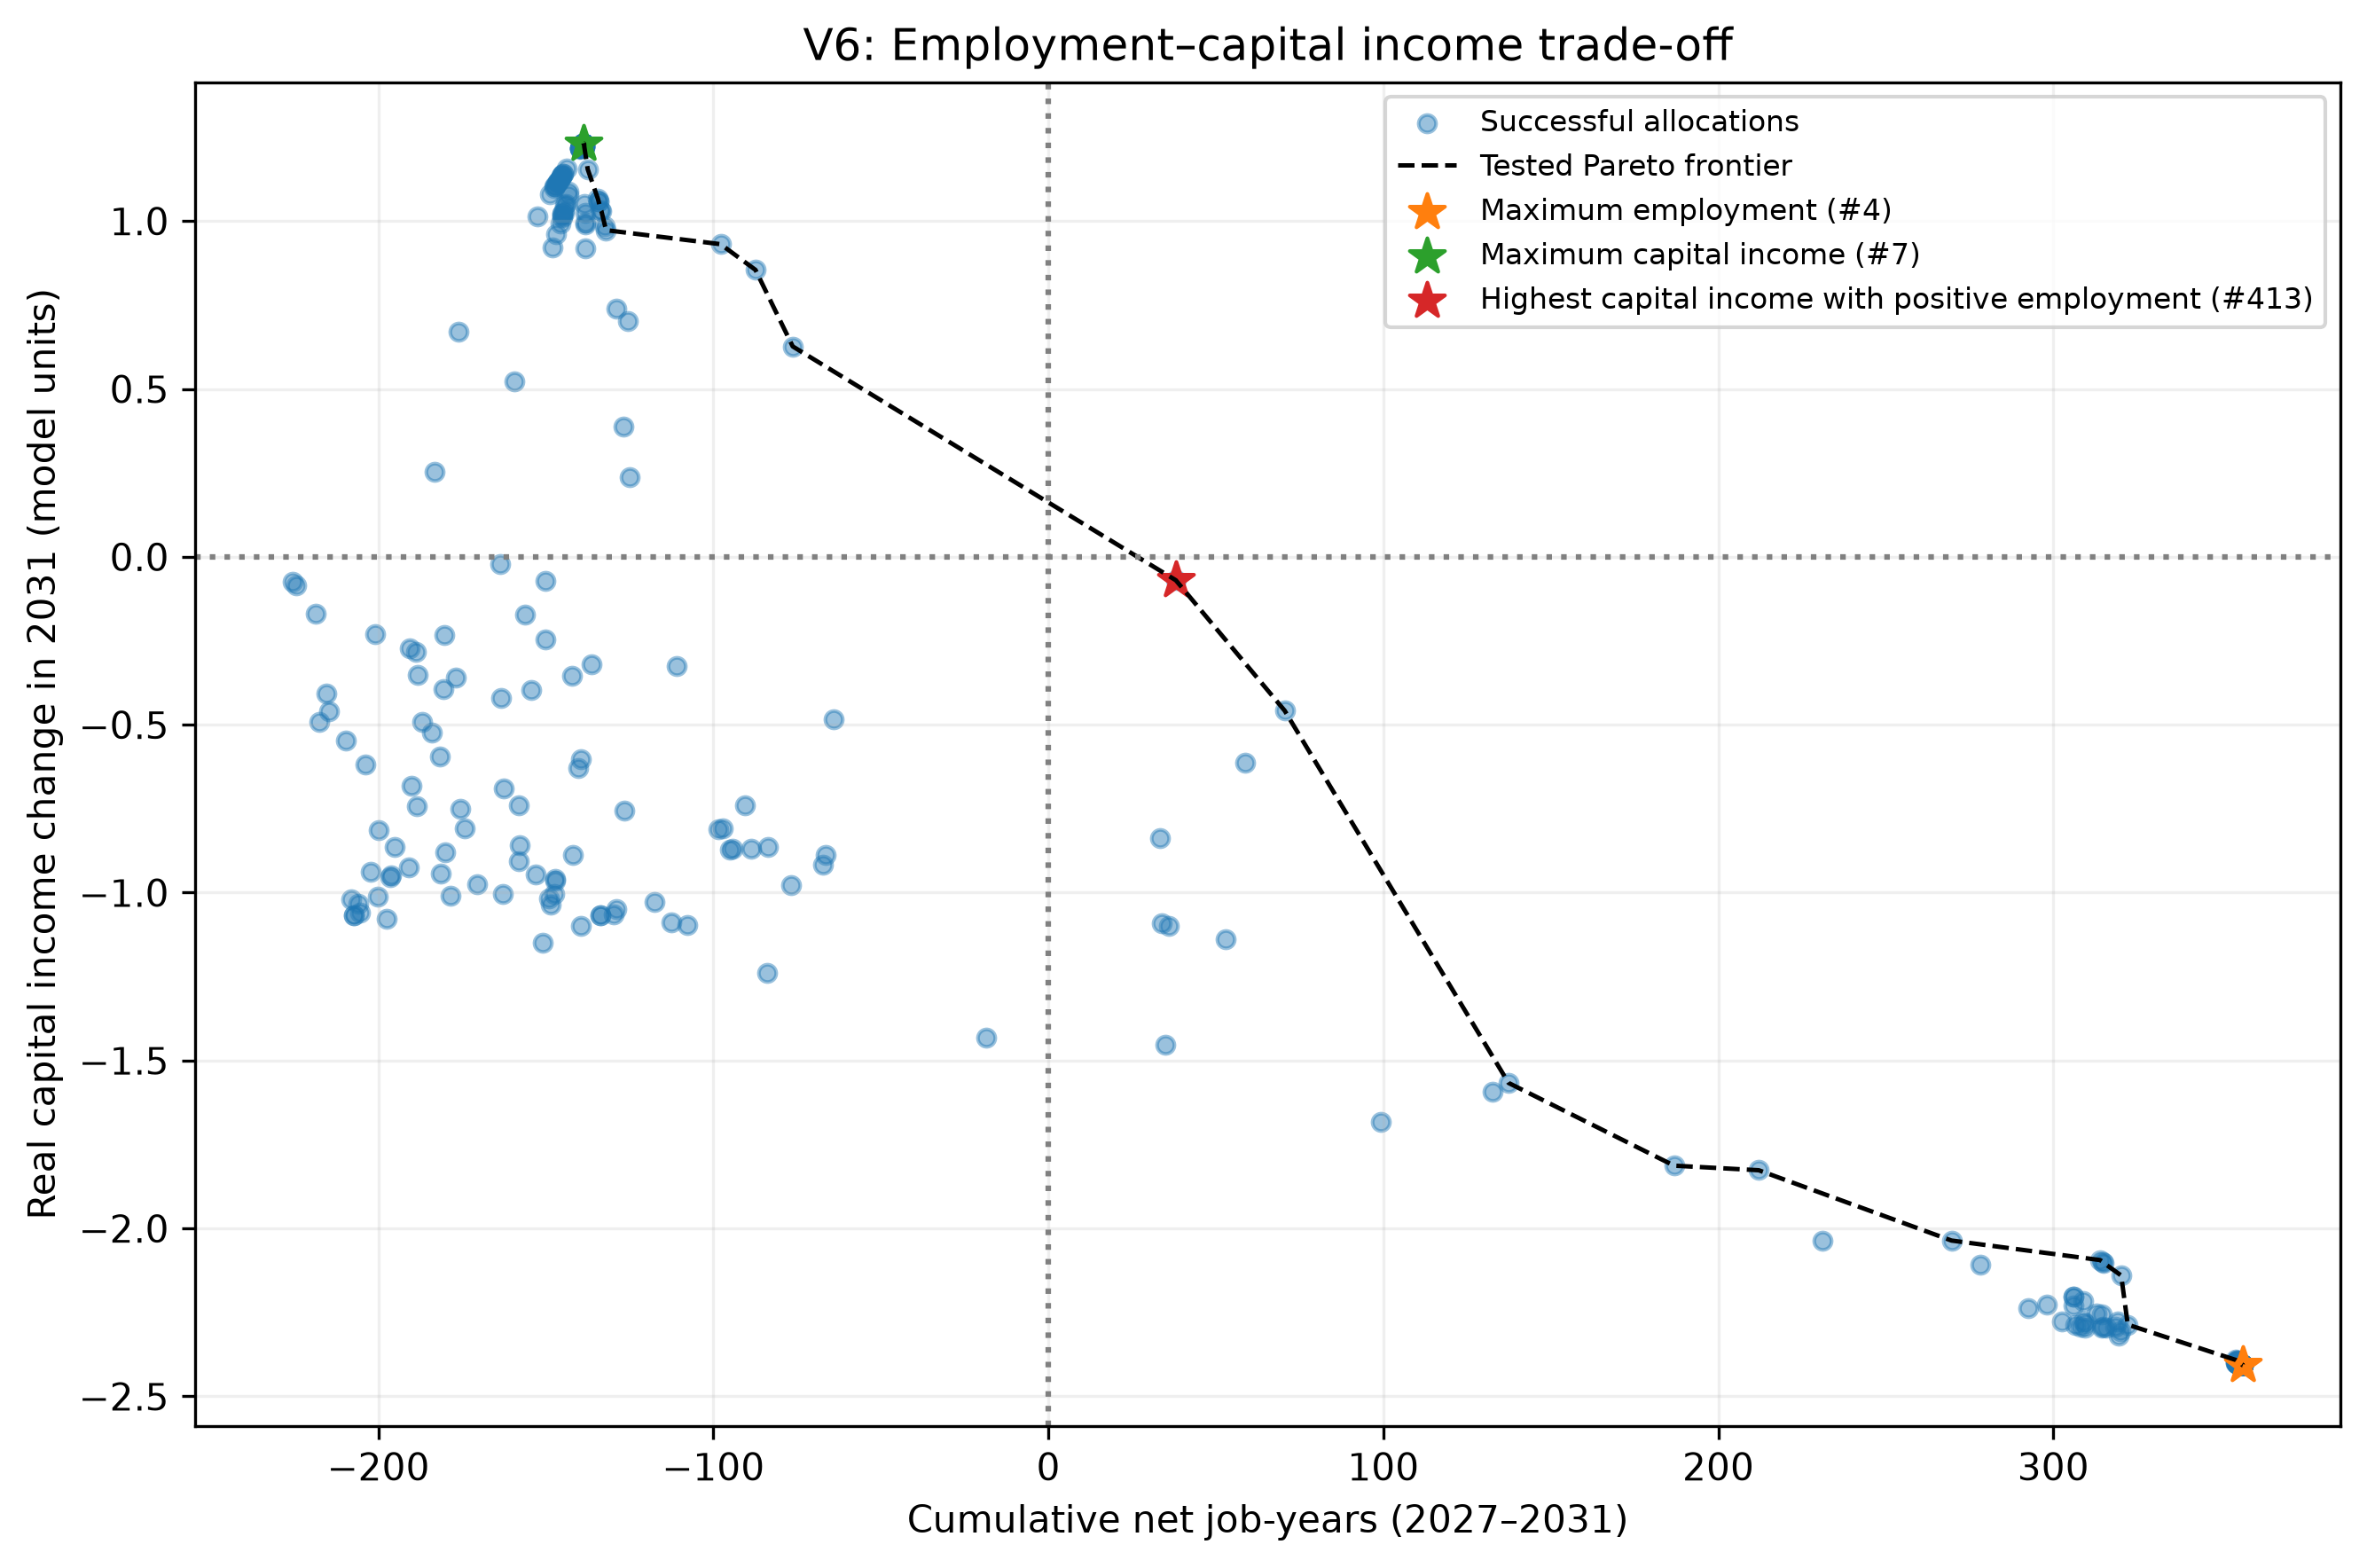 V6: Employment–capital income trade-off
Successful allocations
Tested Pareto frontier
Maximum employment (#4)
Maximum capital income (#7)
Highest capital income with positive employment (#413)
Real capital income change in 2031 (model units)
1.0
0.5
0.0
−0.5
−1.0
−1.5
−2.0
−2.5
−200
−100
0
100
200
300
Cumulative net job-years (2027–2031)